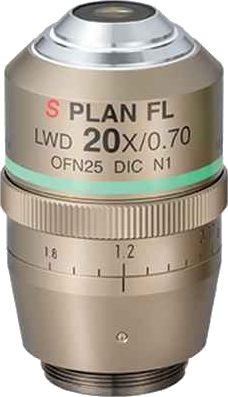 S PLAN FL
LWD 20X/0.70
OFN25 DIC N1
1.8 1.2